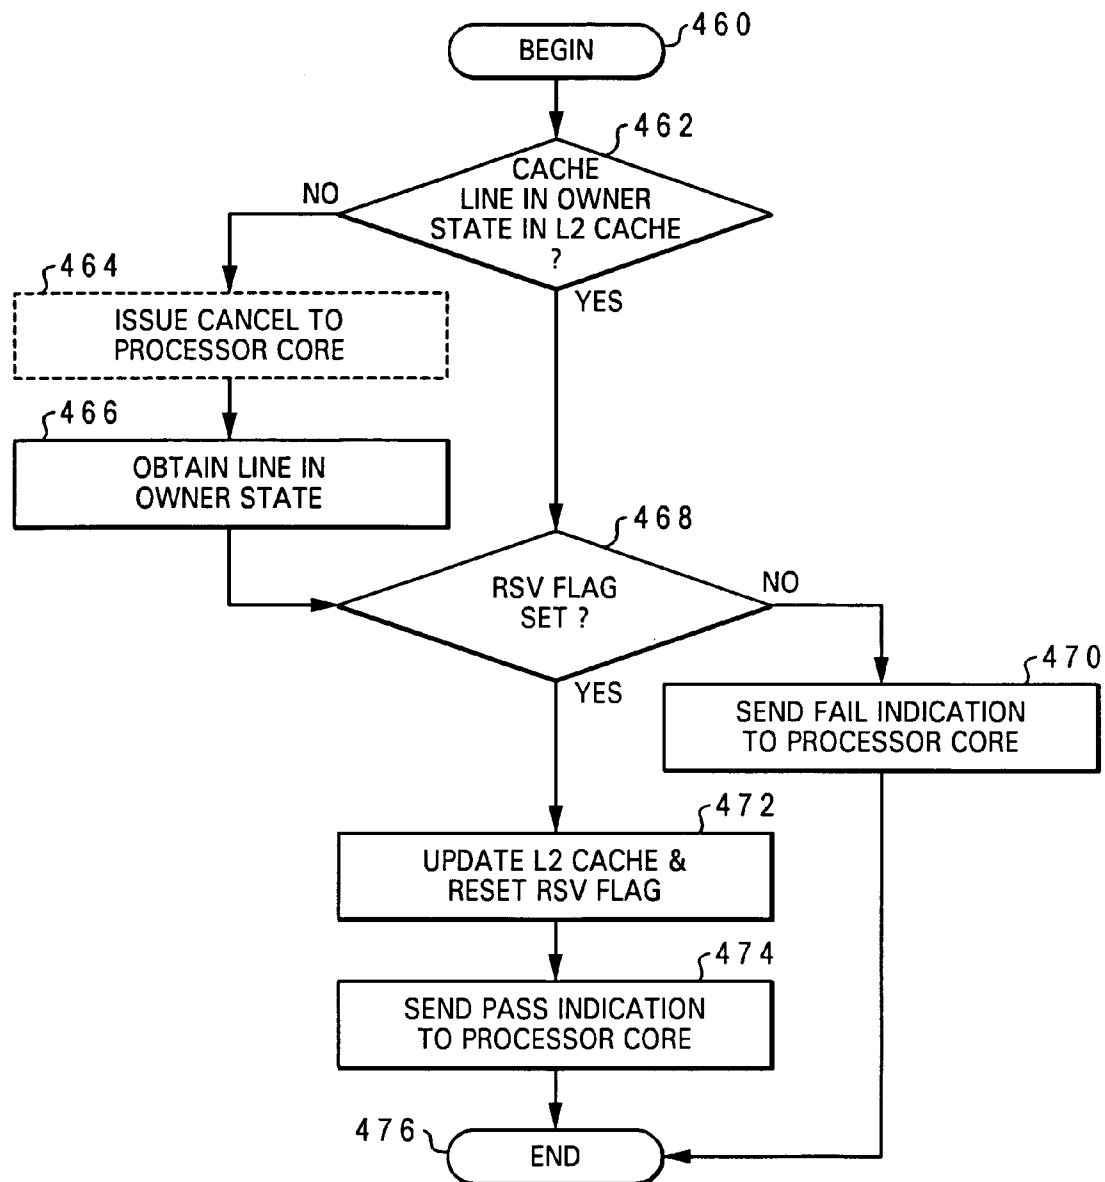 460
BEGIN
462
CACHE
LINE IN OWNER
STATE IN L2 CACHE
?
NO
YES
464
ISSUE CANCEL TO
PROCESSOR CORE
466
OBTAIN LINE IN
OWNER STATE
468
RSV FLAG
SET ?
NO
YES
470
SEND FAIL INDICATION
TO PROCESSOR CORE
472
UPDATE L2 CACHE &
RESET RSV FLAG
474
SEND PASS INDICATION
TO PROCESSOR CORE
476
END